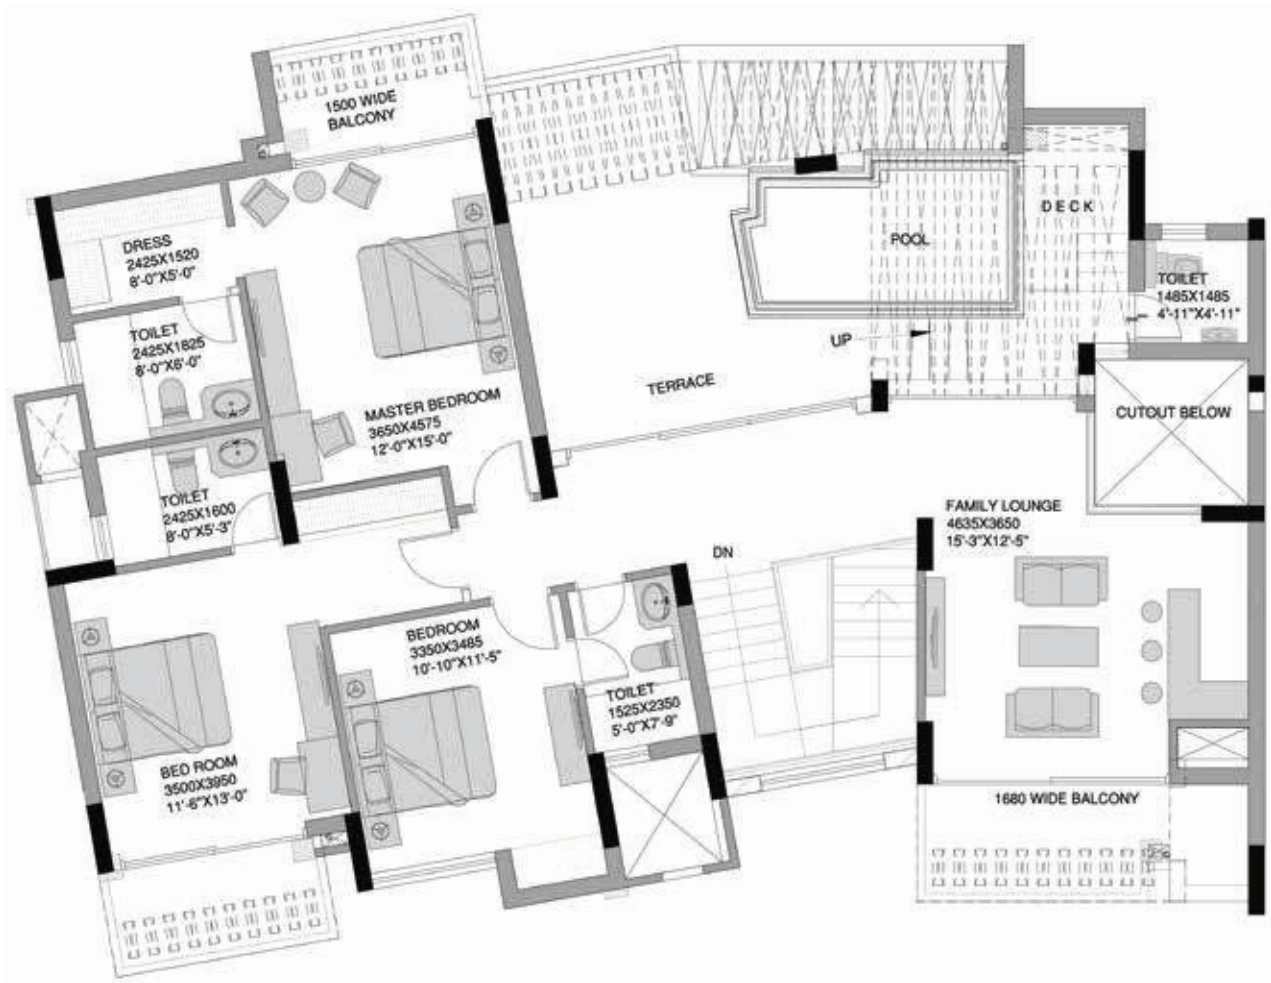 1500 WIDE
BALCONY
DRESS
2425X1520
8'-0"X5'-0"
TOILET
2425X1825
8'-0"X6'-0"
MASTER BEDROOM
3650X4575
12'-0"X15'-0"
TOILET
2425X1600
8'-0"X5'-3"
TERRACE
UP
POOL
DECK
TOILET
1485X1485
4'-11"X4'-11"
CUTOUT BELOW
FAMILY LOUNGE
4635X3650
15'-3"X12'-5"
DN
BEDROOM
3350X3485
10'-10"X11'-5"
TOILET
1525X2350
5'-0"X7'-9"
BED ROOM
3500X3950
11'-6"X13'-0"
1680 WIDE BALCONY